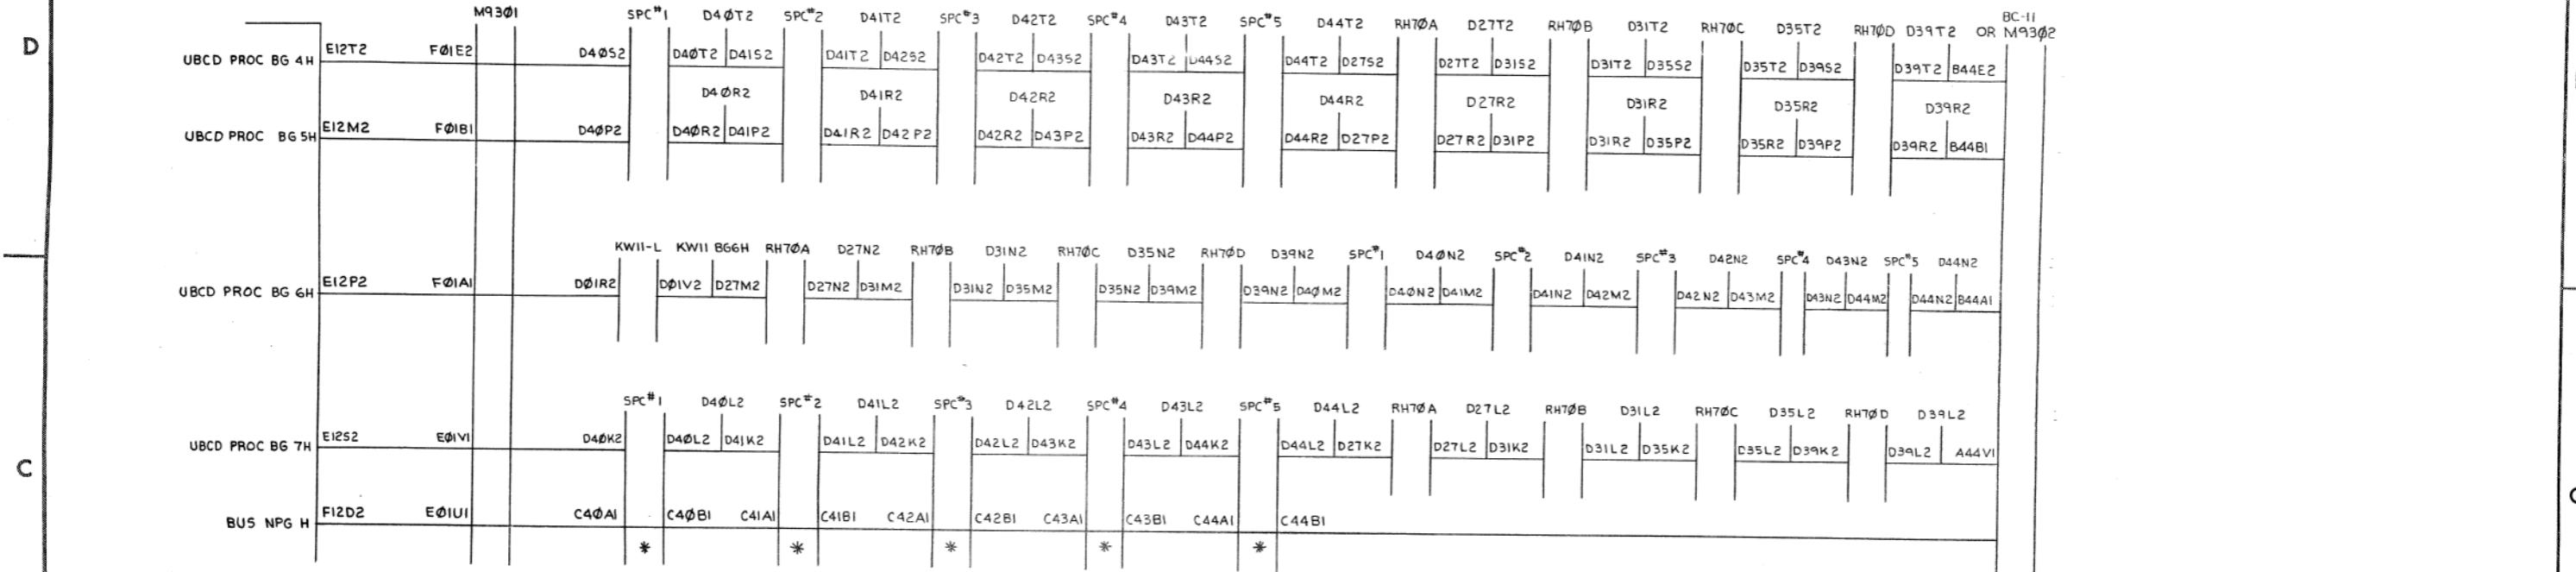 BC-11
M93Ø1 SPC#1 D4ØT2 SPC#2 D41T2 SPC#3 D42T2 SPC#4 D43T2 SPC#5 D44T2 RH7ØA D27T2 RH7ØB D31T2 RH7ØC D35T2 RH7ØD D39T2 OR M93Ø2
D UBCD PROC BG 4H E12T2 FØ1E2 D4ØS2 D4ØT2 D41S2 D41T2 D42S2 D42T2 D43S2 D43T2 D44S2 D44T2 D27S2 D27T2 D31S2 D31T2 D35S2 D35T2 D39S2 D39T2 B44E2
D4ØR2 D41R2 D42R2 D43R2 D44R2 D27R2 D31R2 D35R2 D39R2
UBCD PROC BG 5H E12M2 FØ1B1 D4ØP2 D4ØR2 D41P2 D41R2 D42P2 D42R2 D43P2 D43R2 D44P2 D44R2 D27P2 D27R2 D31P2 D31R2 D35P2 D35R2 D39P2 D39R2 B44B1
KW11-L KW11 BG6H RH7ØA D27N2 RH7ØB D31N2 RH7ØC D35N2 RH7ØD D39N2 SPC#1 D4ØN2 SPC#2 D41N2 SPC#3 D42N2 SPC#4 D43N2 SPC#5 D44N2
UBCD PROC BG 6H E12P2 FØ1A1 DØ1R2 DØ1V2 D27M2 D27N2 D31M2 D31N2 D35M2 D35N2 D39M2 D39N2 D4ØM2 D4ØN2 D41M2 D41N2 D42M2 D42N2 D43M2 D43N2 D44M2 D44N2 B44A1
SPC#1 D4ØL2 SPC#2 D41L2 SPC#3 D42L2 SPC#4 D43L2 SPC#5 D44L2 RH7ØA D27L2 RH7ØB D31L2 RH7ØC D35L2 RH7ØD D39L2
C UBCD PROC BG 7H E12S2 EØ1V1 D4ØK2 D4ØL2 D41K2 D41L2 D42K2 D42L2 D43K2 D43L2 D44K2 D44L2 D27K2 D27L2 D31K2 D31L2 D35K2 D35L2 D39K2 D39L2 A44V1
BUS NPG H F12D2 EØ1U1 C4ØA1 C4ØB1 C41A1 C41B1 C42A1 C42B1 C43A1 C43B1 C44A1 C44B1
* * * * *